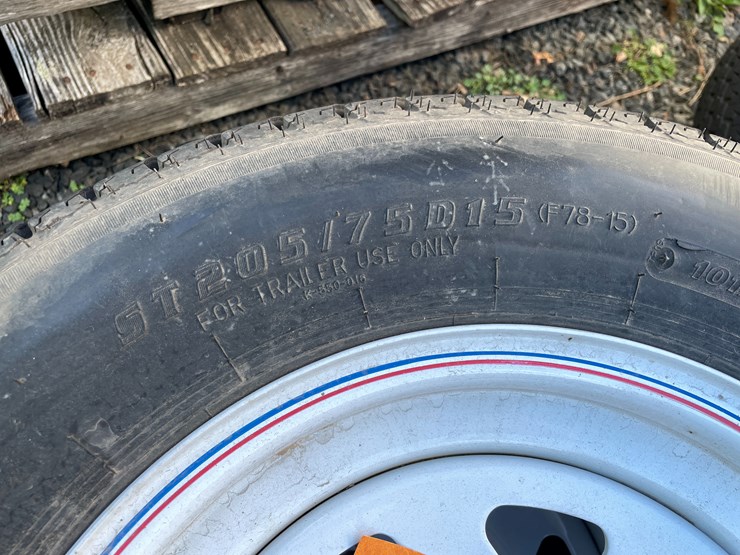 ST205/75D15 (F78-15)
FOR TRAILER USE ONLY